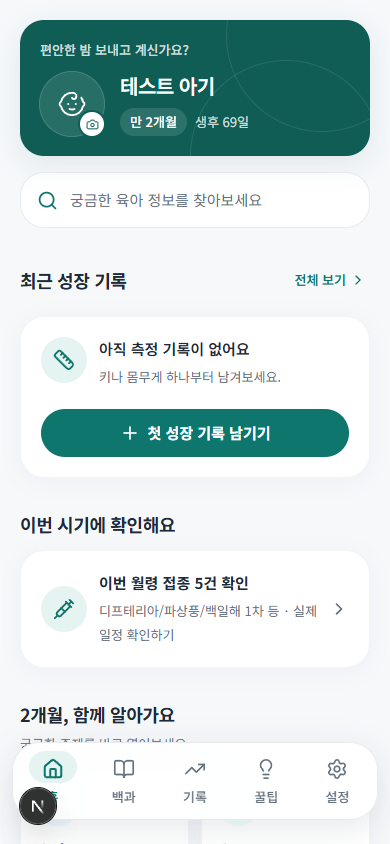 편안한 밤 보내고 계신가요?
테스트 아기
만 2개월 생후 69일
궁금한 육아 정보를 찾아보세요
최근 성장 기록 전체 보기
아직 측정 기록이 없어요
키나 몸무게 하나부터 남겨보세요.
첫 성장 기록 남기기
이번 시기에 확인해요
이번 월령 접종 5건 확인
디프테리아/파상풍/백일해 1차 등 · 실제
일정 확인하기
2개월, 함께 알아가요
백과 기록 꿀팁 설정
N